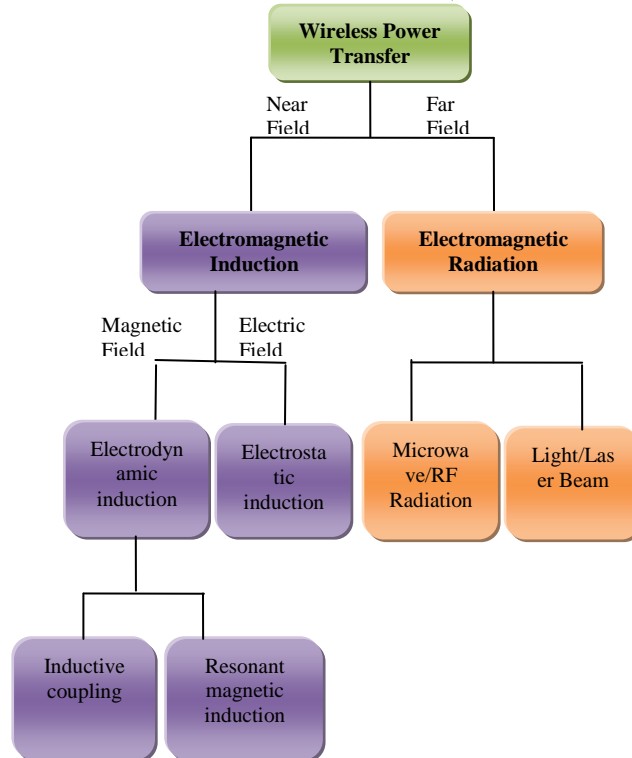 Wireless Power
Transfer
Near
Field
Far
Field
Electromagnetic
Induction
Electromagnetic
Radiation
Magnetic
Field
Electric
Field
Electrodyn
amic
induction
Electrosta
tic
induction
Microwa
ve/RF
Radiation
Light/Las
er Beam
Inductive
coupling
Resonant
magnetic
induction